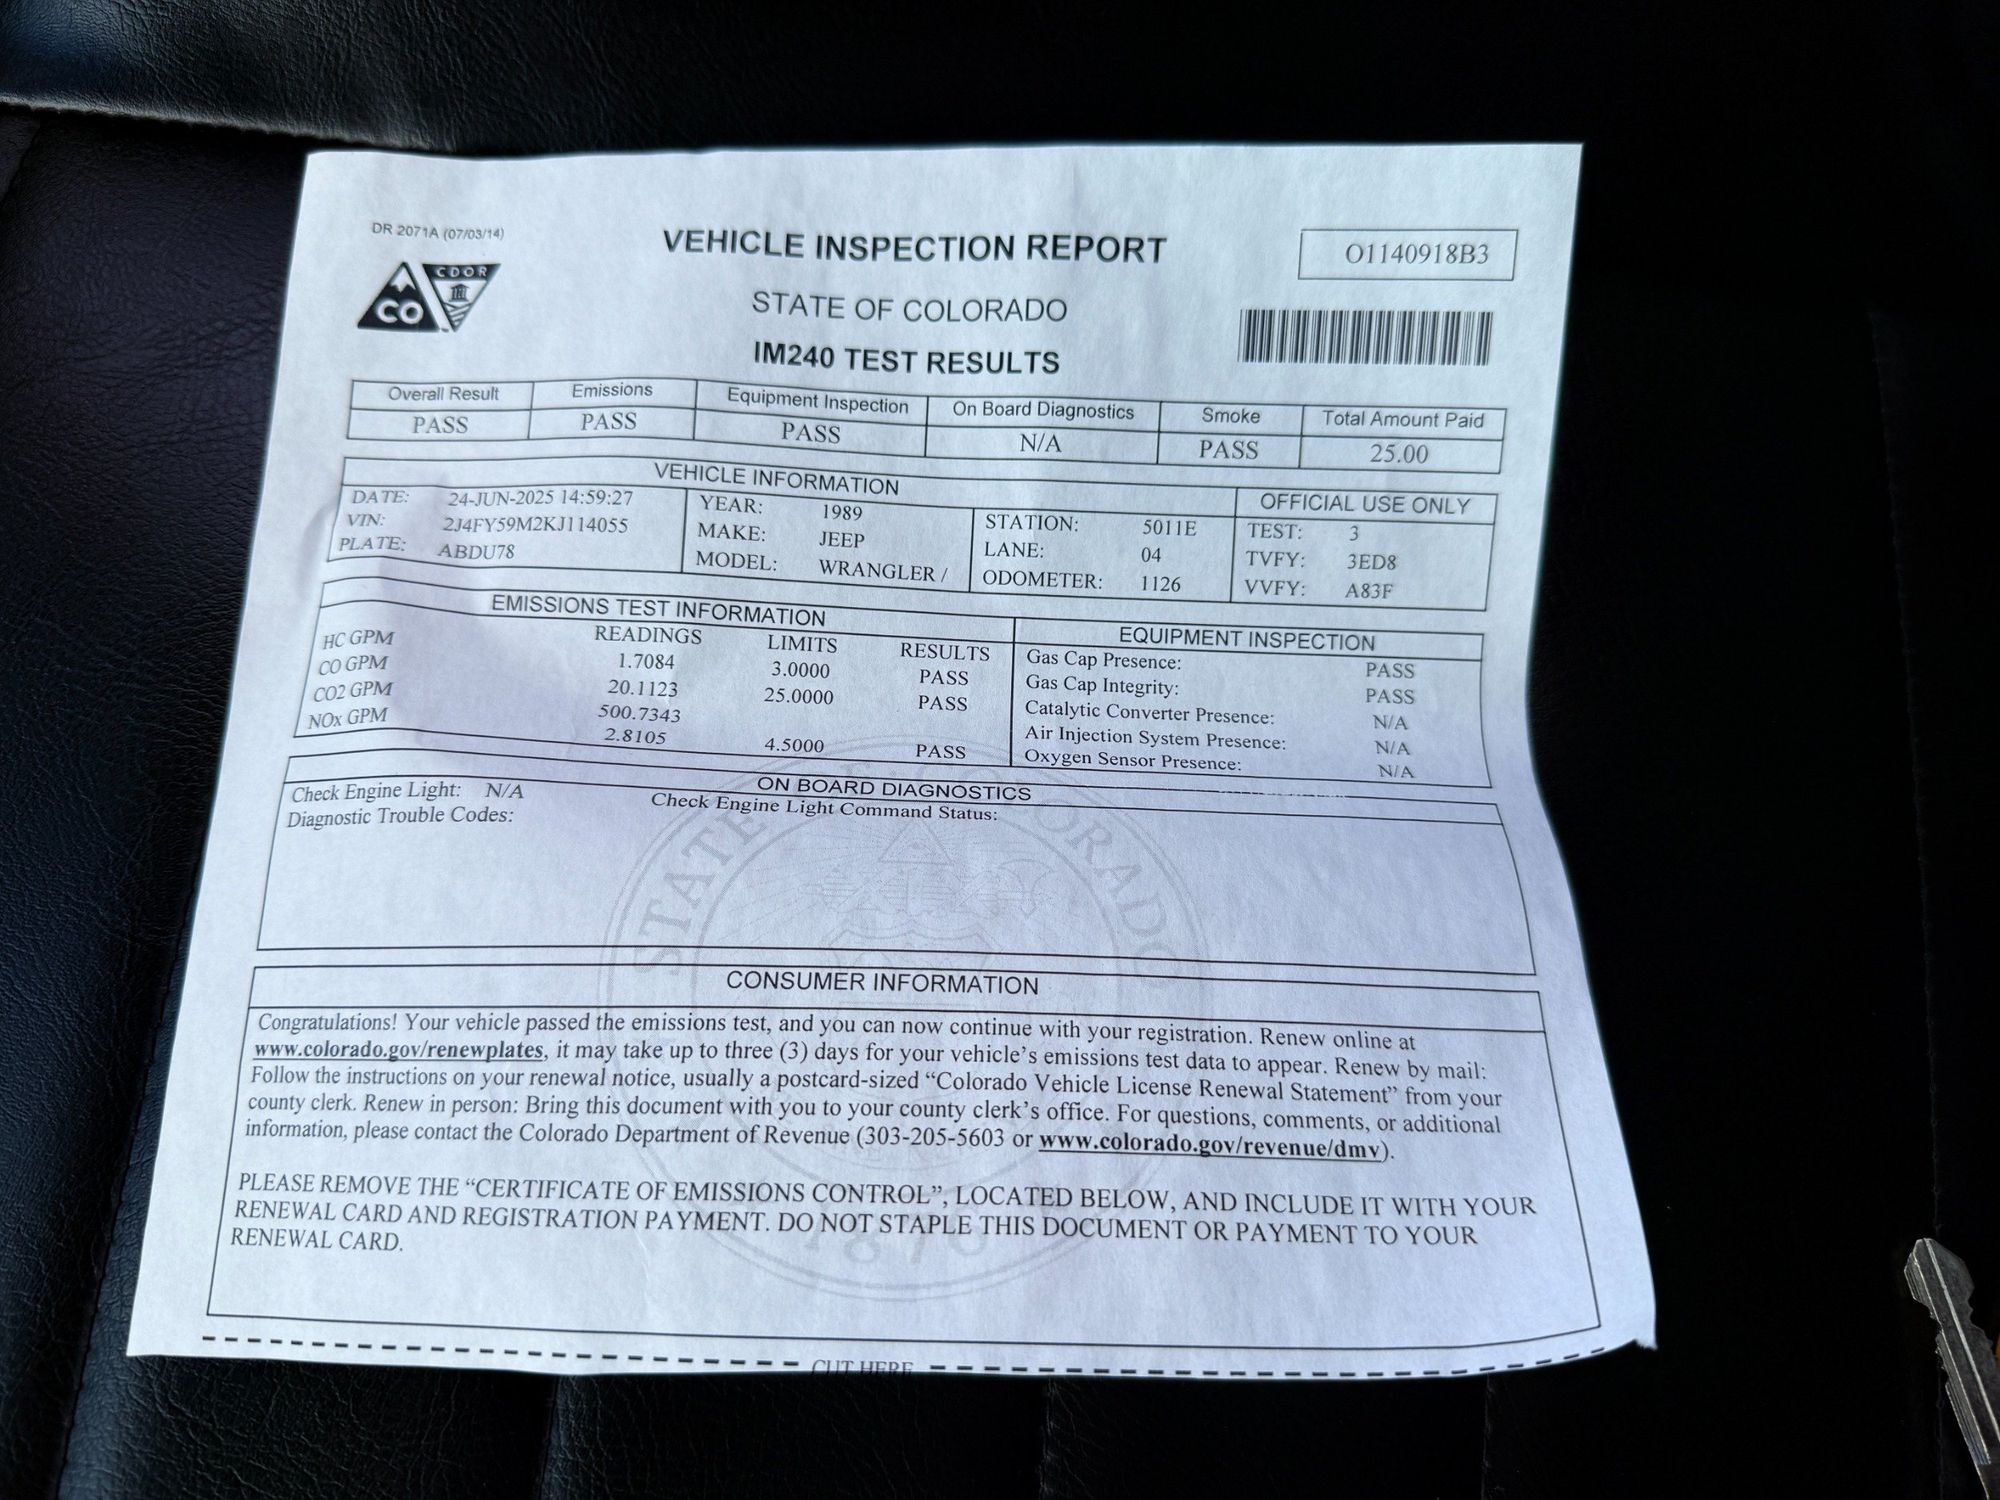 DR 2071A (07/03/14)
VEHICLE INSPECTION REPORT
O1140918B3
CO CDOR
STATE OF COLORADO
IM240 TEST RESULTS
Overall Result Emissions Equipment Inspection On Board Diagnostics Smoke Total Amount Paid
PASS PASS PASS N/A PASS 25.00
VEHICLE INFORMATION OFFICIAL USE ONLY
DATE: 24-JUN-2025 14:59:27 YEAR: 1989 STATION: 5011E TEST: 3
VIN: 2J4FY59M2KJ114055 MAKE: JEEP LANE: 04 TVFY: 3ED8
PLATE: ABDU78 MODEL: WRANGLER / ODOMETER: 1126 VVFY: A83F
EMISSIONS TEST INFORMATION EQUIPMENT INSPECTION
READINGS LIMITS RESULTS
HC GPM 1.7084 3.0000 PASS
CO GPM 20.1123 25.0000 PASS
CO2 GPM 500.7343
NOx GPM 2.8105 4.5000 PASS
Gas Cap Presence: PASS
Gas Cap Integrity: PASS
Catalytic Converter Presence: N/A
Air Injection System Presence: N/A
Oxygen Sensor Presence: N/A
ON BOARD DIAGNOSTICS
Check Engine Light: N/A Check Engine Light Command Status:
Diagnostic Trouble Codes:
STATE OF COLORADO
CONSUMER INFORMATION
Congratulations! Your vehicle passed the emissions test, and you can now continue with your registration. Renew online at
www.colorado.gov/renewplates, it may take up to three (3) days for your vehicle's emissions test data to appear. Renew by mail:
Follow the instructions on your renewal notice, usually a postcard-sized “Colorado Vehicle License Renewal Statement” from your
county clerk. Renew in person: Bring this document with you to your county clerk's office. For questions, comments, or additional
information, please contact the Colorado Department of Revenue (303-205-5603 or www.colorado.gov/revenue/dmv).
PLEASE REMOVE THE “CERTIFICATE OF EMISSIONS CONTROL”, LOCATED BELOW, AND INCLUDE IT WITH YOUR
RENEWAL CARD AND REGISTRATION PAYMENT. DO NOT STAPLE THIS DOCUMENT OR PAYMENT TO YOUR
RENEWAL CARD.
1876
CUT HERE